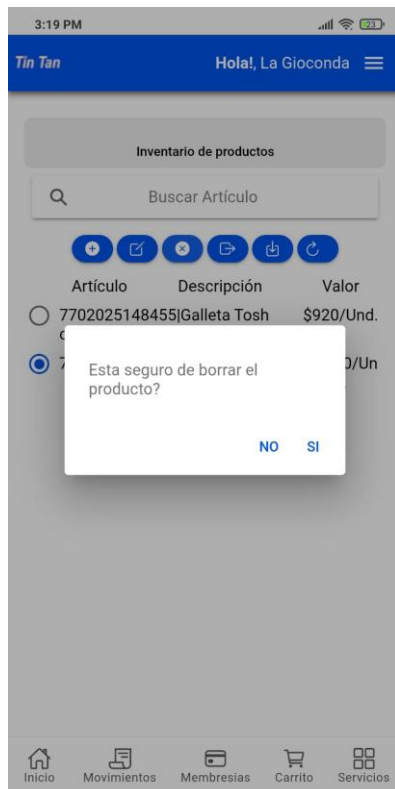 3:19 PM
23
Tin Tan
Hola!, La Gioconda
Inventario de productos
Buscar Artículo
Artículo Descripción Valor
7702025148455|Galleta Tosh $920/Und.
Esta seguro de borrar el
producto?
NO SI
Inicio Movimientos Membresias Carrito Servicios